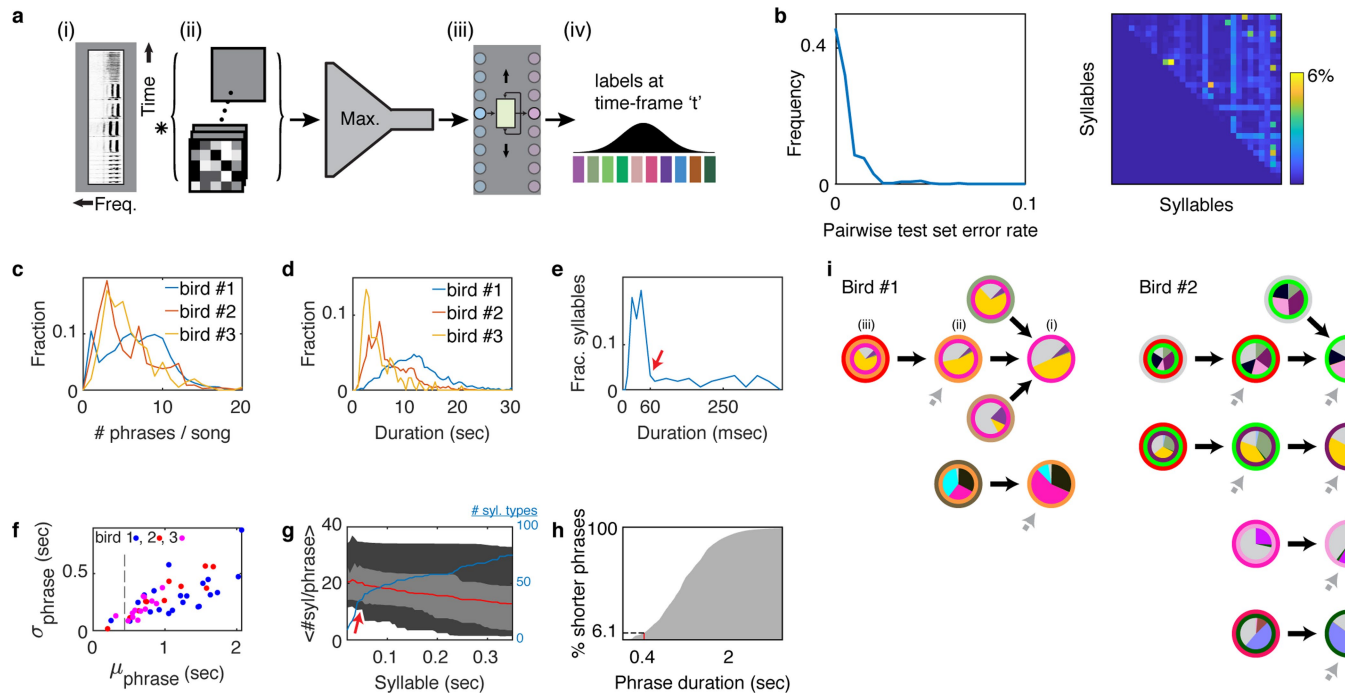 a
(i)
(ii)
(iii)
(iv)
Time
*
Freq.
Max.
labels at
time-frame ‘t’
b
Frequency
0.4
0
0
0.1
Pairwise test set error rate
Syllables
6%
Syllables
c
Fraction
0.1
0
0
10
20
# phrases / song
bird #1
bird #2
bird #3
d
Fraction
0.1
0
0
10
20
30
Duration (sec)
bird #1
bird #2
bird #3
e
Frac. syllables
0.1
0
0
60
250
Duration (msec)
f
bird 1 , 2 , 3
σphrase (sec)
0.5
0
0
1
2
μphrase (sec)
g
<#syl/phrase>
40
30
20
10
0
# syl. types
100
50
0
0.1
0.2
0.3
Syllable (sec)
h
% shorter phrases
100
6.1
0.4
2
Phrase duration (sec)
i
Bird #1
(iii)
(ii)
(i)
Bird #2